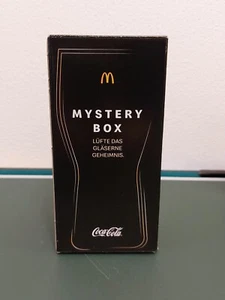 MYSTERY
BOX
LÜFTE DAS
GLÄSERNE
GEHEIMNIS.
Coca-Cola